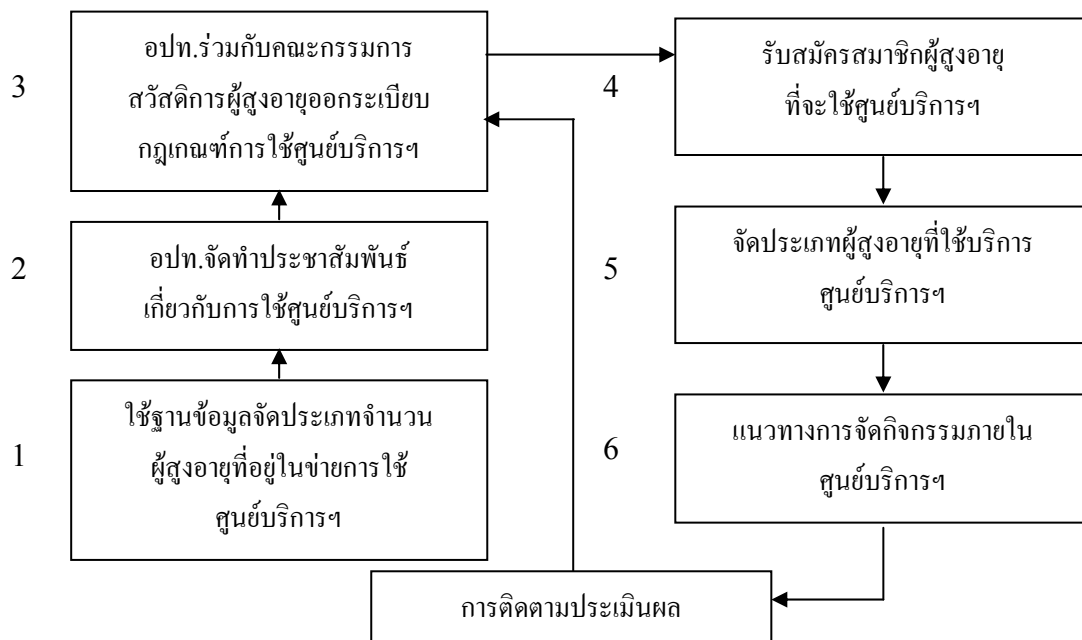 3
อปท.ร่วมกับคณะกรรมการ
สวัสดิการผู้สูงอายุออกระเบียบ
กฎเกณฑ์การใช้ศูนย์บริการฯ
4
รับสมัครสมาชิกผู้สูงอายุ
ที่จะใช้ศูนย์บริการฯ
2
อปท.จัดทำประชาสัมพันธ์
เกี่ยวกับการใช้ศูนย์บริการฯ
5
จัดประเภทผู้สูงอายุที่ใช้บริการ
ศูนย์บริการฯ
1
ใช้ฐานข้อมูลจัดประเภทจำนวน
ผู้สูงอายุที่อยู่ในข่ายการใช้
ศูนย์บริการฯ
6
แนวทางการจัดกิจกรรมภายใน
ศูนย์บริการฯ
การติดตามประเมินผล